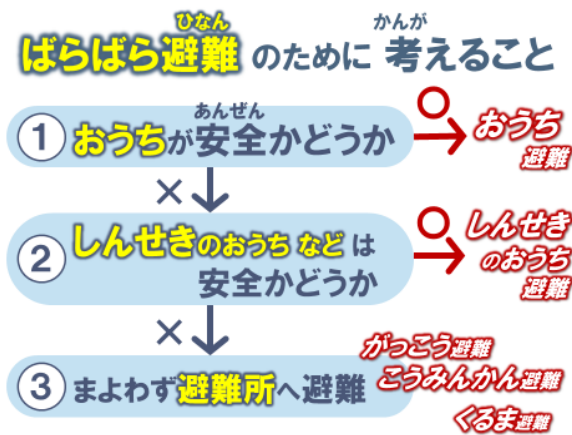 ひなん かんが
ばらばら避難 のために 考えること
あんぜん
① おうちが安全かどうか
○
おうち
避難
×
② しんせきのおうち など は
安全かどうか
○
しんせき
のおうち
避難
×
③ まよわず避難所へ避難
がっこう避難
こうみんかん避難
くるま避難